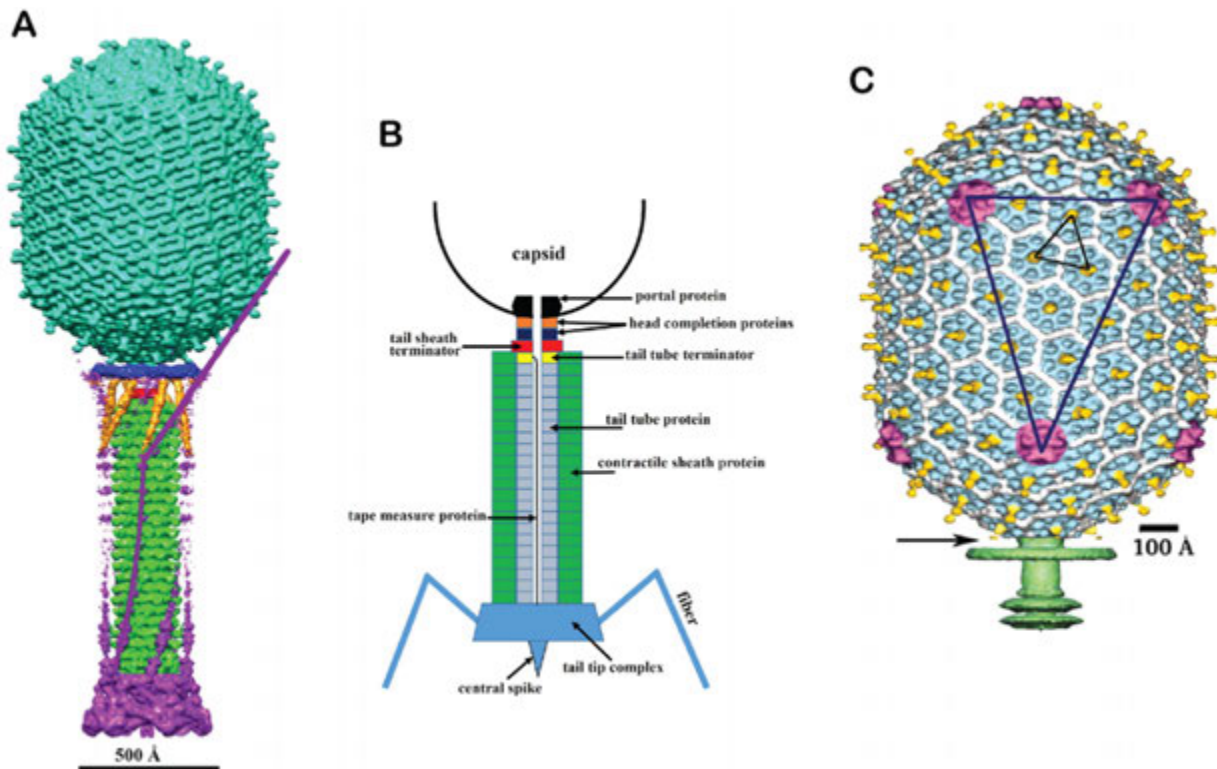 A
500 Å
B
capsid
portal protein
head completion proteins
tail sheath
terminator
tail tube terminator
tail tube protein
contractile sheath protein
tape measure protein
fiber
tail tip complex
central spike
C
100 Å